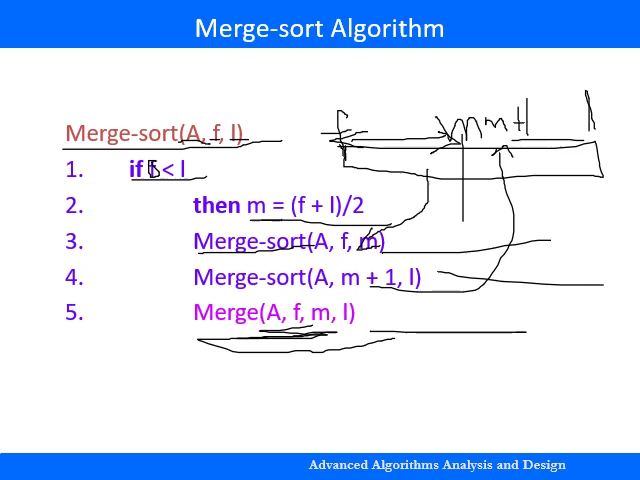 Merge-sort Algorithm
f m m+1 l
Merge-sort(A, f, l)
1. if f < l
2. then m = (f + l)/2
3. Merge-sort(A, f, m)
4. Merge-sort(A, m + 1, l)
5. Merge(A, f, m, l)
Advanced Algorithms Analysis and Design